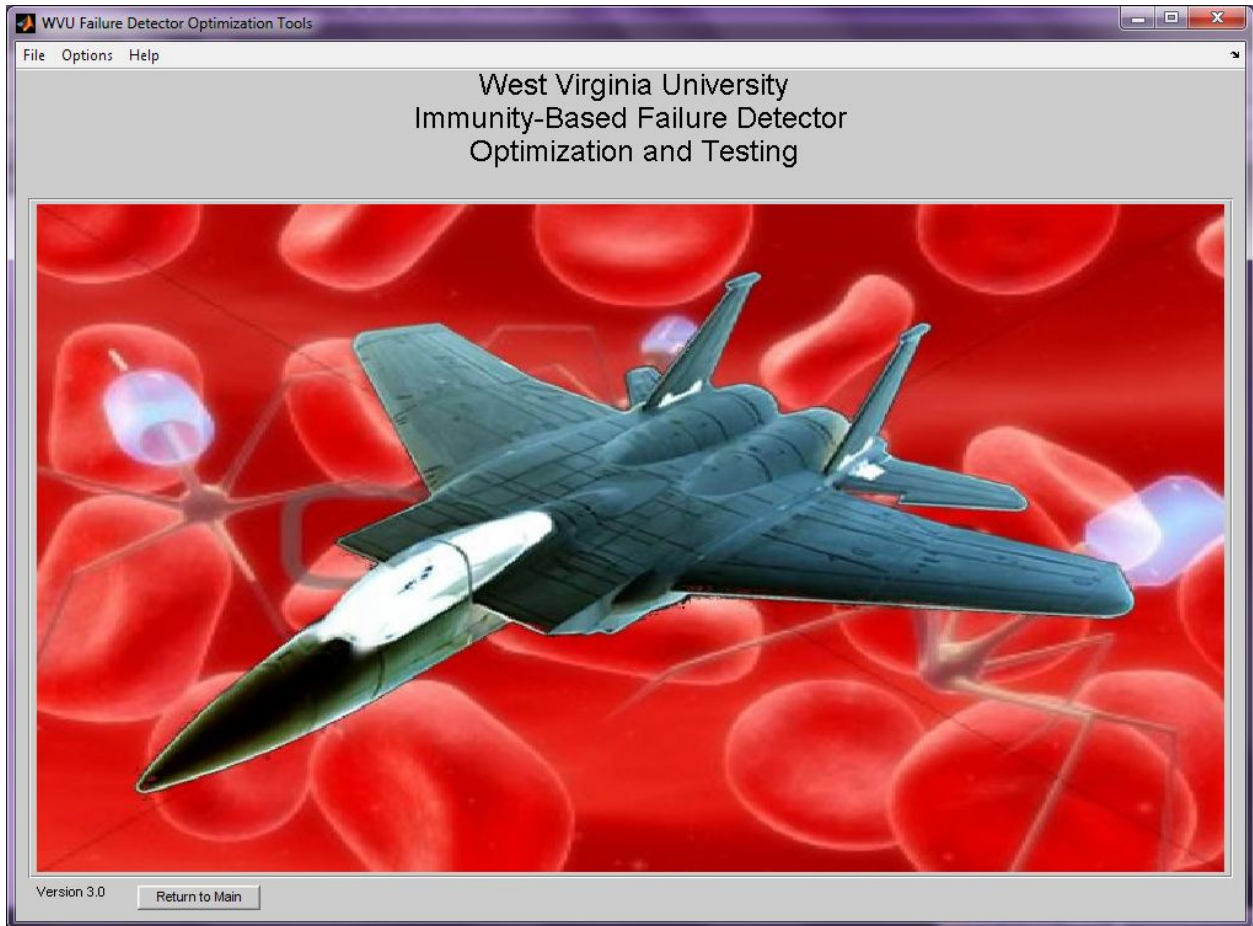 WVU Failure Detector Optimization Tools
File Options Help
West Virginia University
Immunity-Based Failure Detector
Optimization and Testing
Version 3.0
Return to Main